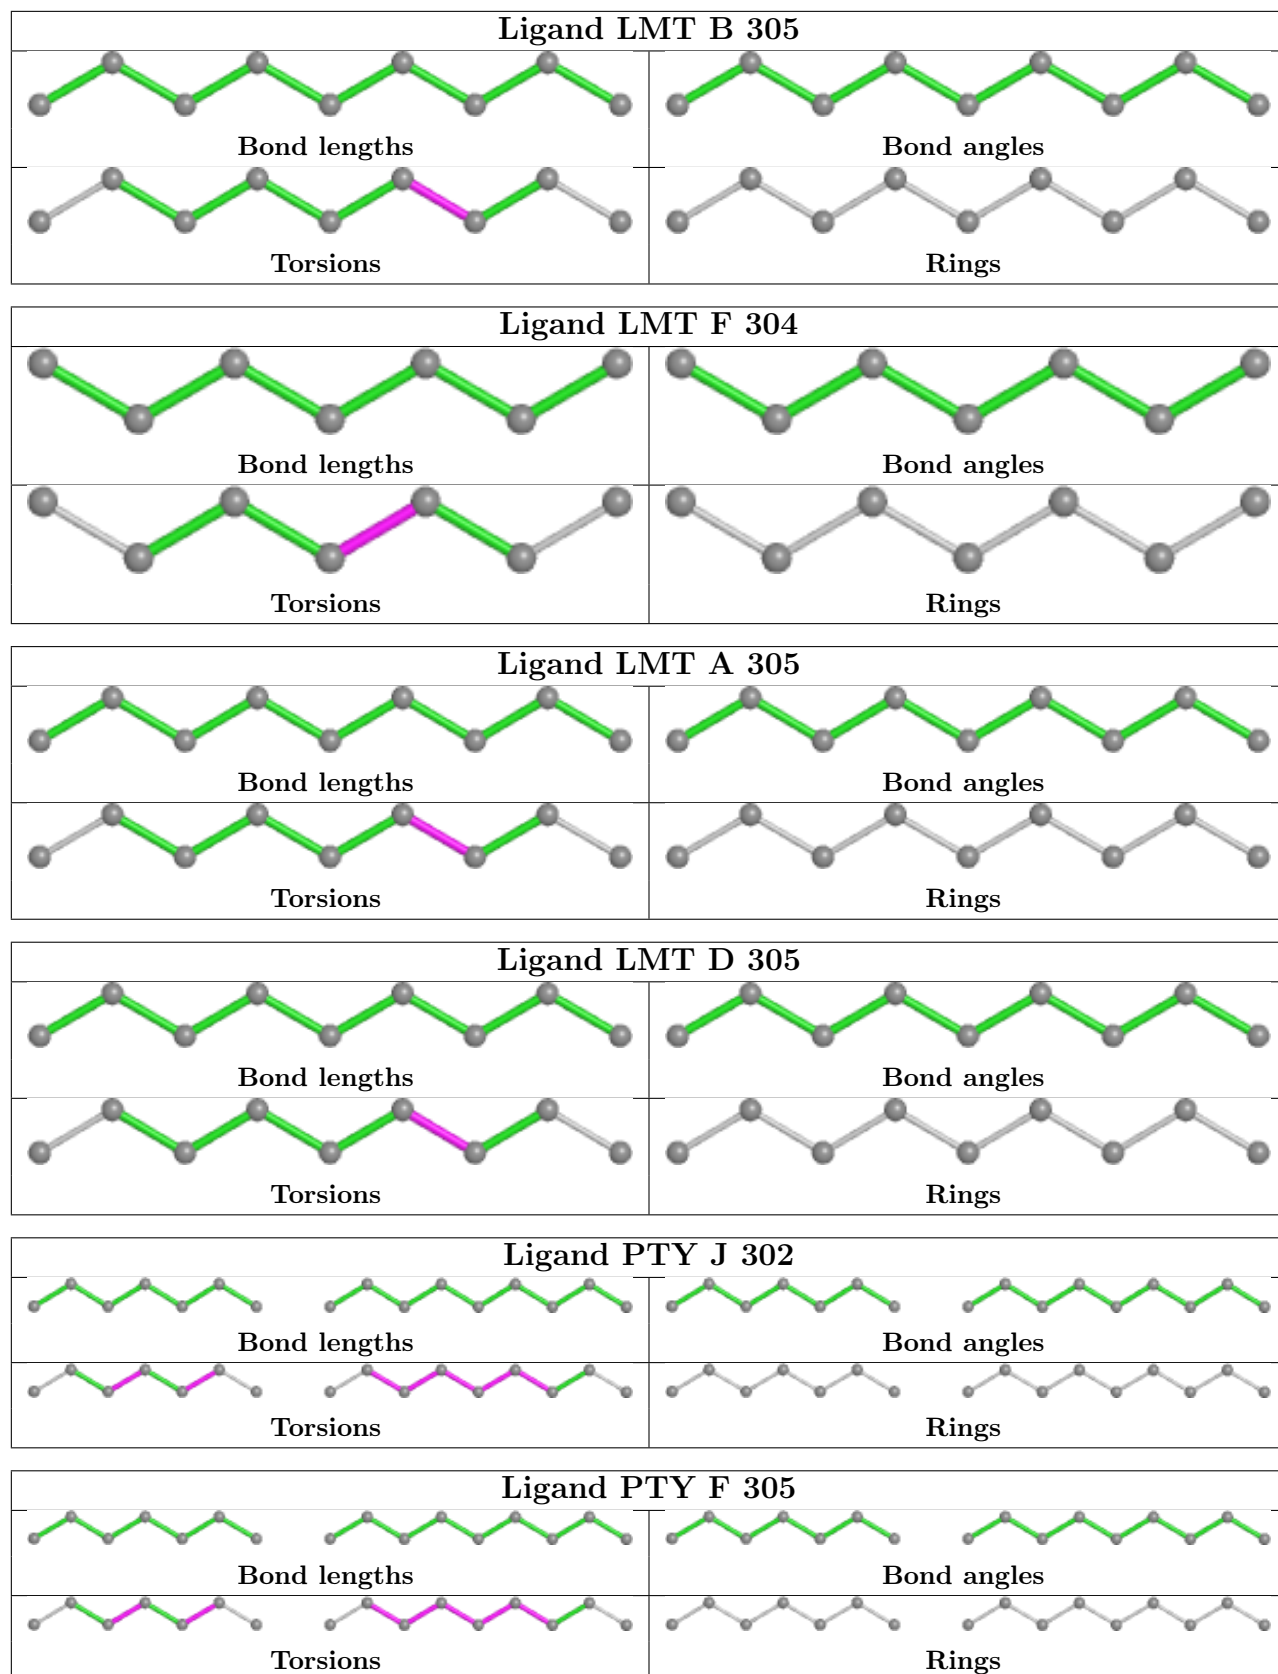 Ligand LMT B 305
Bond lengths Bond angles
Torsions Rings
Ligand LMT F 304
Bond lengths Bond angles
Torsions Rings
Ligand LMT A 305
Bond lengths Bond angles
Torsions Rings
Ligand LMT D 305
Bond lengths Bond angles
Torsions Rings
Ligand PTY J 302
Bond lengths Bond angles
Torsions Rings
Ligand PTY F 305
Bond lengths Bond angles
Torsions Rings